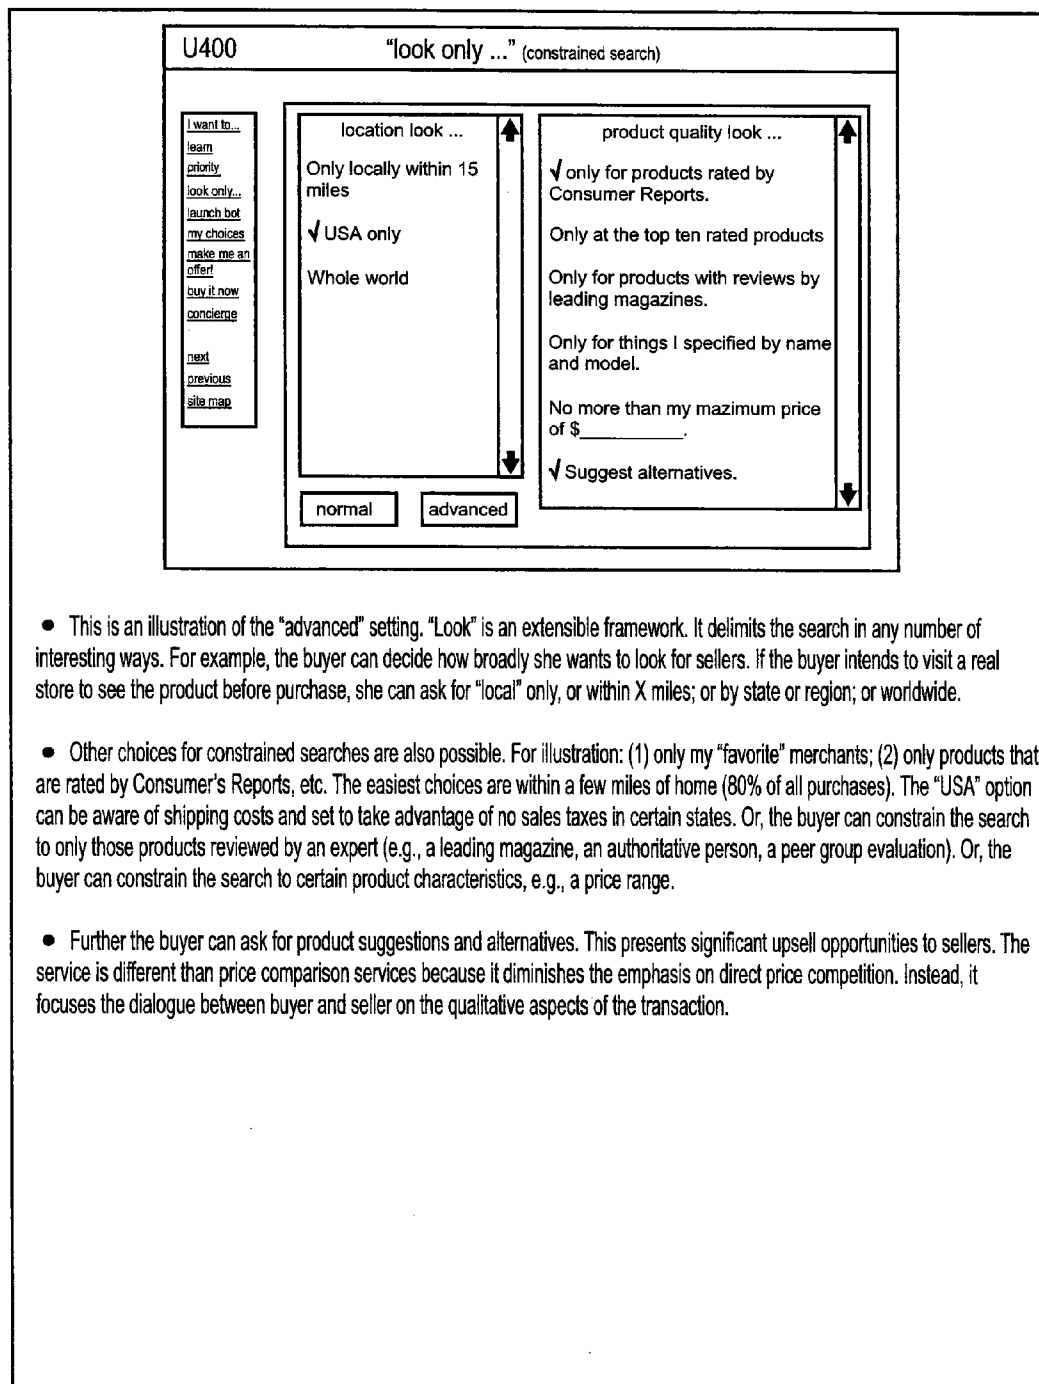 U400 "look only ..." (constrained search)
I want to...
learn
priority
look only...
launch bot
my choices
make me an
offer!
buy it now
concierge
next
previous
site map
location look ...
Only locally within 15
miles
√ USA only
Whole world
normal advanced
product quality look ...
√ only for products rated by
Consumer Reports.
Only at the top ten rated products
Only for products with reviews by
leading magazines.
Only for things I specified by name
and model.
No more than my mazimum price
of $__________.
√ Suggest alternatives.
• This is an illustration of the "advanced" setting. "Look" is an extensible framework. It delimits the search in any number of
interesting ways. For example, the buyer can decide how broadly she wants to look for sellers. If the buyer intends to visit a real
store to see the product before purchase, she can ask for "local" only, or within X miles; or by state or region; or worldwide.
• Other choices for constrained searches are also possible. For illustration: (1) only my "favorite" merchants; (2) only products that
are rated by Consumer's Reports, etc. The easiest choices are within a few miles of home (80% of all purchases). The "USA" option
can be aware of shipping costs and set to take advantage of no sales taxes in certain states. Or, the buyer can constrain the search
to only those products reviewed by an expert (e.g., a leading magazine, an authoritative person, a peer group evaluation). Or, the
buyer can constrain the search to certain product characteristics, e.g., a price range.
• Further the buyer can ask for product suggestions and alternatives. This presents significant upsell opportunities to sellers. The
service is different than price comparison services because it diminishes the emphasis on direct price competition. Instead, it
focuses the dialogue between buyer and seller on the qualitative aspects of the transaction.